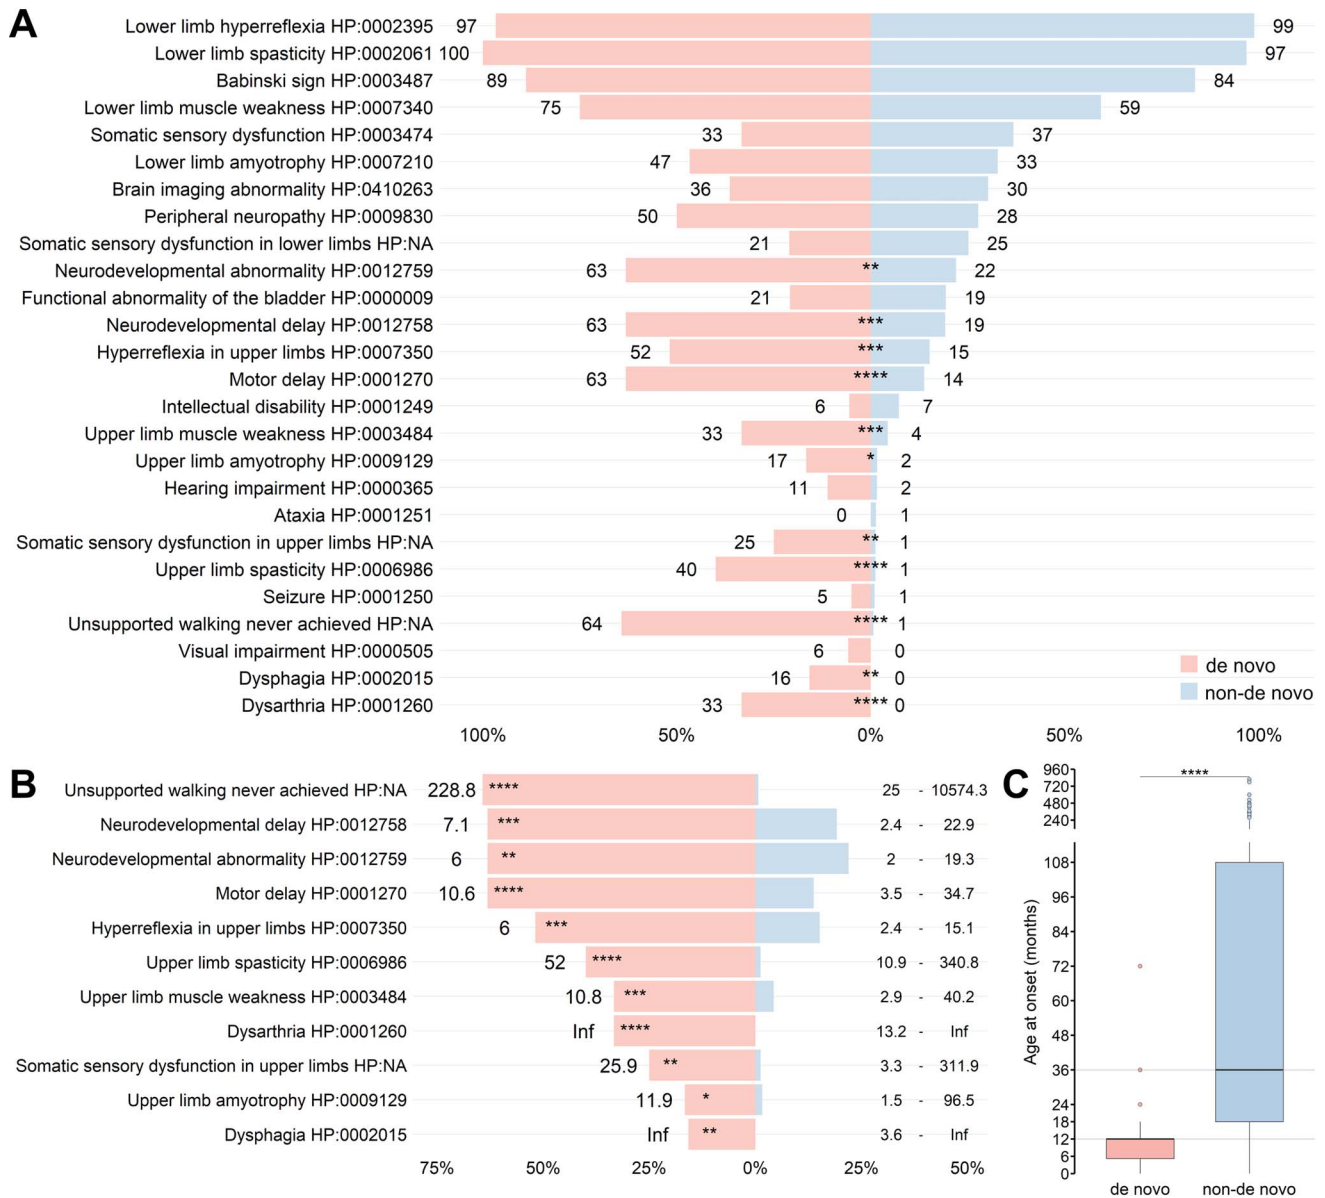 A
Lower limb hyperreflexia HP:0002395 97 99
Lower limb spasticity HP:0002061 100 97
Babinski sign HP:0003487 89 84
Lower limb muscle weakness HP:0007340 75 59
Somatic sensory dysfunction HP:0003474 33 37
Lower limb amyotrophy HP:0007210 47 33
Brain imaging abnormality HP:0410263 36 30
Peripheral neuropathy HP:0009830 50 28
Somatic sensory dysfunction in lower limbs HP:NA 21 25
Neurodevelopmental abnormality HP:0012759 63 ** 22
Functional abnormality of the bladder HP:0000009 21 19
Neurodevelopmental delay HP:0012758 63 *** 19
Hyperreflexia in upper limbs HP:0007350 52 *** 15
Motor delay HP:0001270 63 **** 14
Intellectual disability HP:0001249 6 7
Upper limb muscle weakness HP:0003484 33 *** 4
Upper limb amyotrophy HP:0009129 17 * 2
Hearing impairment HP:0000365 11 2
Ataxia HP:0001251 0 1
Somatic sensory dysfunction in upper limbs HP:NA 25 ** 1
Upper limb spasticity HP:0006986 40 **** 1
Seizure HP:0001250 5 1
Unsupported walking never achieved HP:NA 64 **** 1
Visual impairment HP:0000505 6 0
Dysphagia HP:0002015 16 ** 0
Dysarthria HP:0001260 33 **** 0
de novo
non-de novo
100% 50% 0% 50% 100%
B
Unsupported walking never achieved HP:NA 228.8 **** 25 - 10574.3
Neurodevelopmental delay HP:0012758 7.1 *** 2.4 - 22.9
Neurodevelopmental abnormality HP:0012759 6 ** 2 - 19.3
Motor delay HP:0001270 10.6 **** 3.5 - 34.7
Hyperreflexia in upper limbs HP:0007350 6 *** 2.4 - 15.1
Upper limb spasticity HP:0006986 52 **** 10.9 - 340.8
Upper limb muscle weakness HP:0003484 10.8 *** 2.9 - 40.2
Dysarthria HP:0001260 Inf **** 13.2 - Inf
Somatic sensory dysfunction in upper limbs HP:NA 25.9 ** 3.3 - 311.9
Upper limb amyotrophy HP:0009129 11.9 * 1.5 - 96.5
Dysphagia HP:0002015 Inf ** 3.6 - Inf
75% 50% 25% 0% 25% 50%
C
****
Age at onset (months)
960
720
480
240
108
96
84
72
60
48
36
24
18
12
6
0
de novo non-de novo